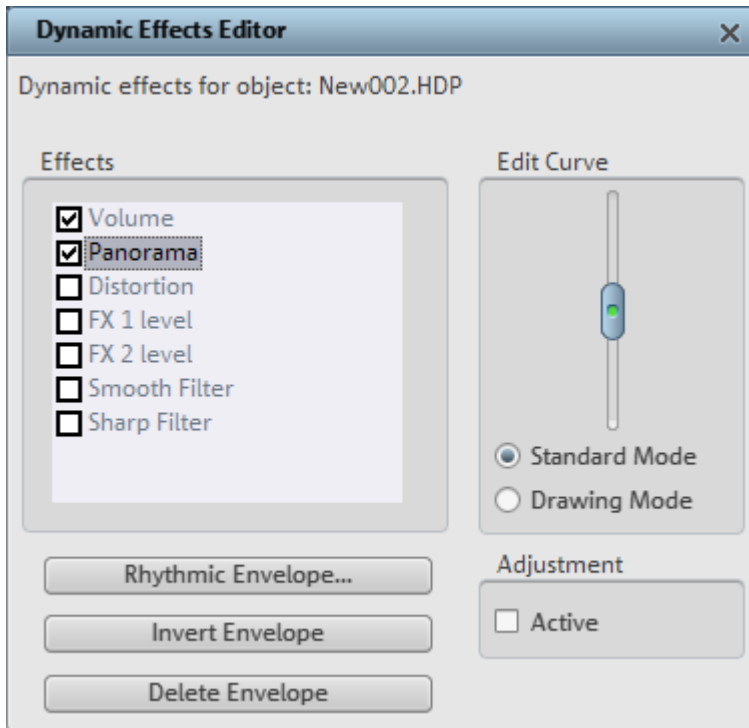 Dynamic Effects Editor
Dynamic effects for object: New002.HDP
Effects
Volume
Panorama
Distortion
FX 1 level
FX 2 level
Smooth Filter
Sharp Filter
Rhythmic Envelope...
Invert Envelope
Delete Envelope
Edit Curve
Standard Mode
Drawing Mode
Adjustment
Active